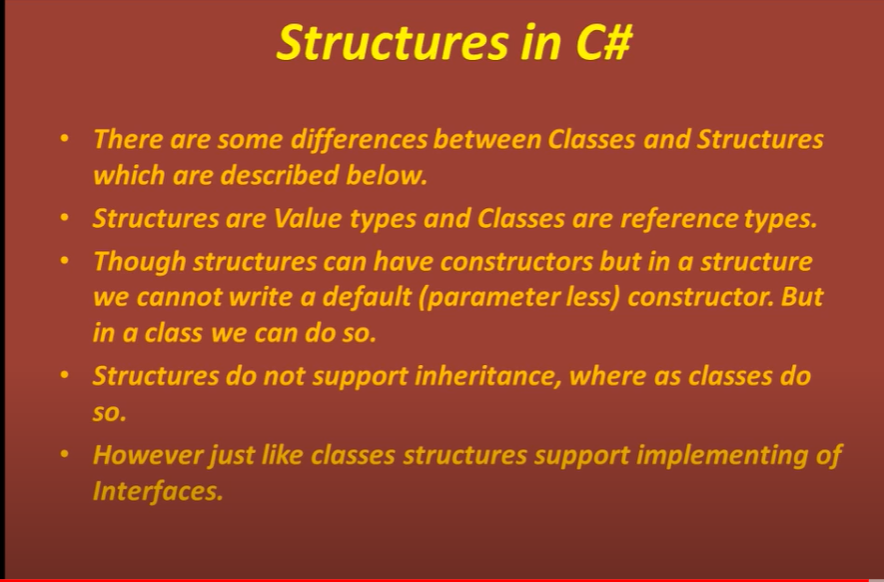 Structures in C#
• There are some differences between Classes and Structures
which are described below.
• Structures are Value types and Classes are reference types.
• Though structures can have constructors but in a structure
we cannot write a default (parameter less) constructor. But
in a class we can do so.
• Structures do not support inheritance, where as classes do
so.
• However just like classes structures support implementing of
Interfaces.